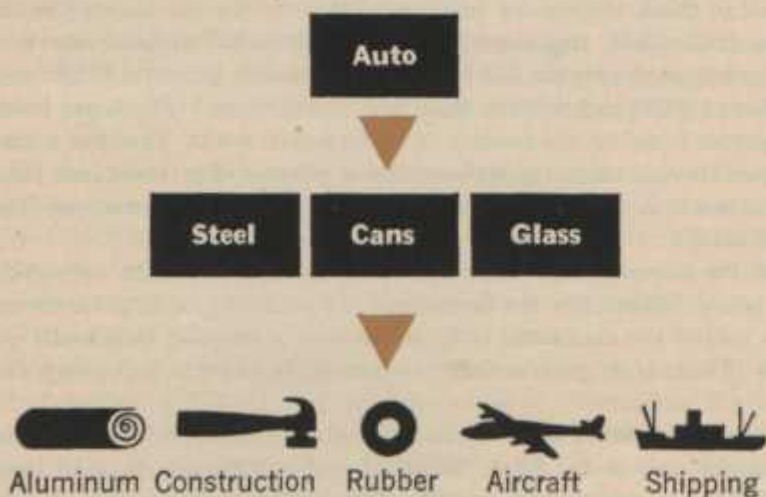 Auto
Steel Cans Glass
Aluminum Construction Rubber Aircraft Shipping